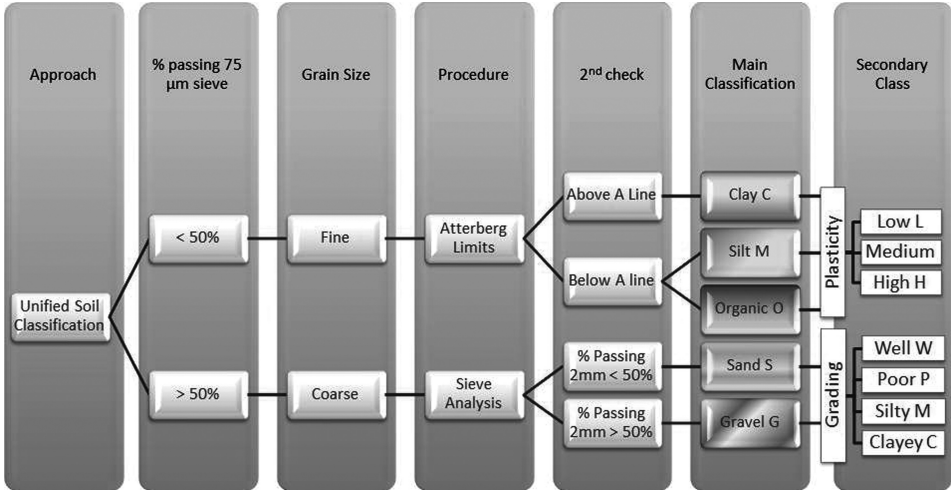 Approach
% passing 75
µm sieve
Grain Size
Procedure
2nd check
Main
Classification
Secondary
Class
Unified Soil
Classification
< 50%
Fine
Atterberg
Limits
Above A Line
Clay C
Below A line
Silt M
Organic O
Plasticity
Low L
Medium
High H
> 50%
Coarse
Sieve
Analysis
% Passing
2mm < 50%
Sand S
% Passing
2mm > 50%
Gravel G
Grading
Well W
Poor P
Silty M
Clayey C